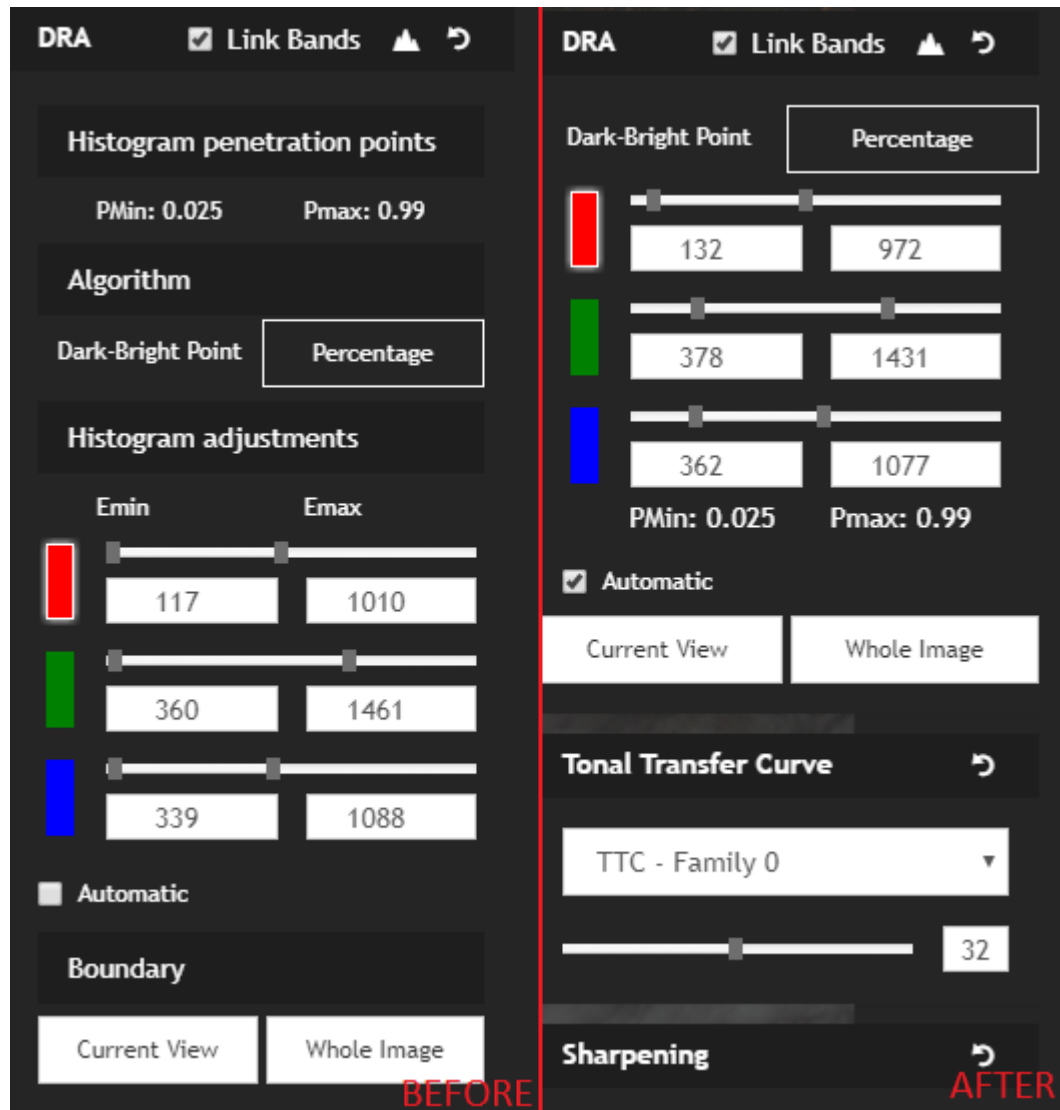 DRA Link Bands
Histogram penetration points
PMin: 0.025 Pmax: 0.99
Algorithm
Dark-Bright Point Percentage
Histogram adjustments
Emin Emax
117 1010
360 1461
339 1088
Automatic
Boundary
Current View Whole Image
BEFORE
DRA Link Bands
Dark-Bright Point Percentage
132 972
378 1431
362 1077
PMin: 0.025 Pmax: 0.99
Automatic
Current View Whole Image
Tonal Transfer Curve
TTC - Family 0
32
Sharpening
AFTER